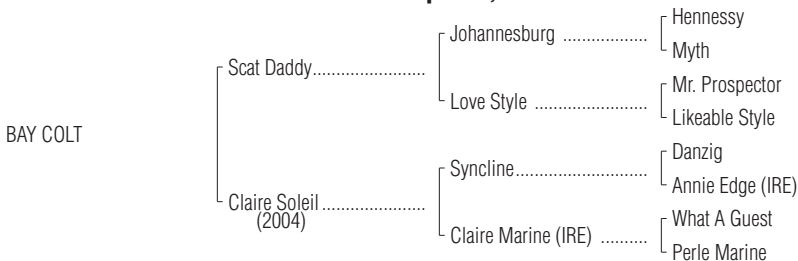 Hennessy
Johannesburg ..................
Myth
Scat Daddy........................
Mr. Prospector
Love Style ........................
Likeable Style
BAY COLT
Danzig
Syncline............................
Annie Edge (IRE)
Claire Soleil ......................
(2004)
What A Guest
Claire Marine (IRE) ..........
Perle Marine